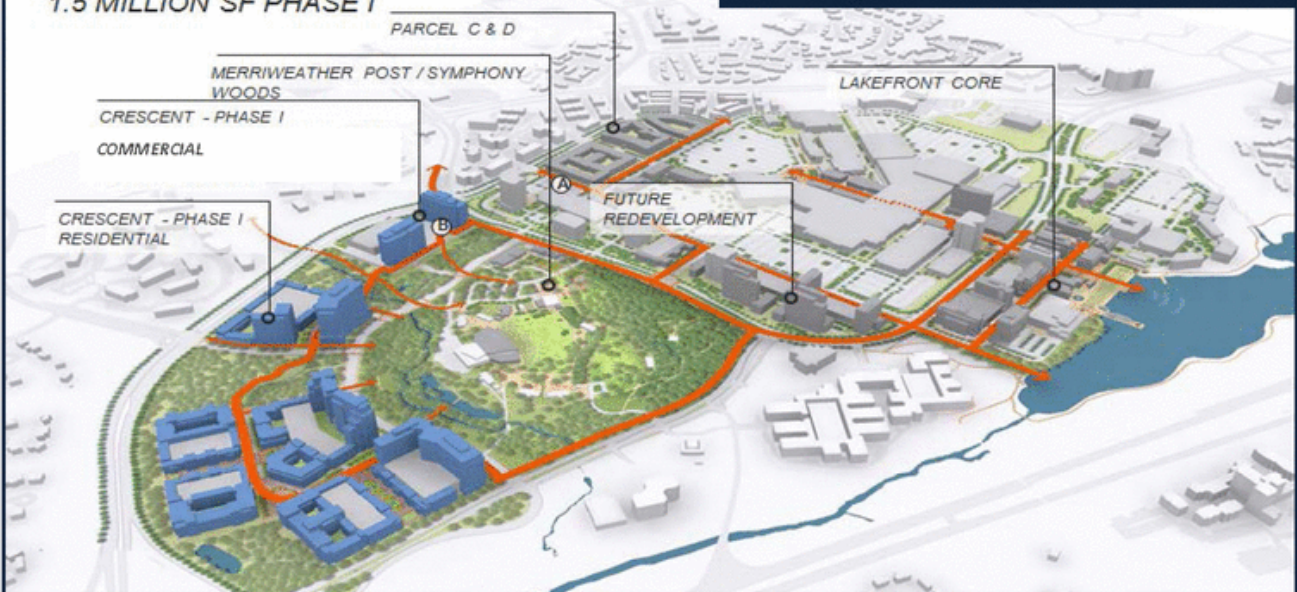 1.5 MILLION SF PHASE I
PARCEL C & D
MERRIWEATHER POST / SYMPHONY
WOODS
LAKEFRONT CORE
CRESCENT - PHASE I
COMMERCIAL
A
FUTURE
REDEVELOPMENT
CRESCENT - PHASE I
RESIDENTIAL
B